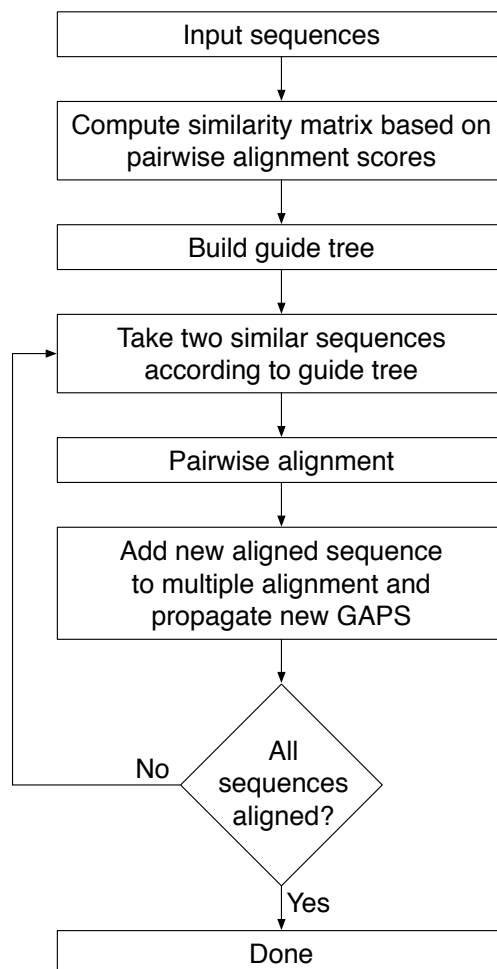 Input sequences
Compute similarity matrix based on
pairwise alignment scores
Build guide tree
Take two similar sequences
according to guide tree
Pairwise alignment
Add new aligned sequence
to multiple alignment and
propagate new GAPS
All
sequences
aligned?
No
Yes
Done